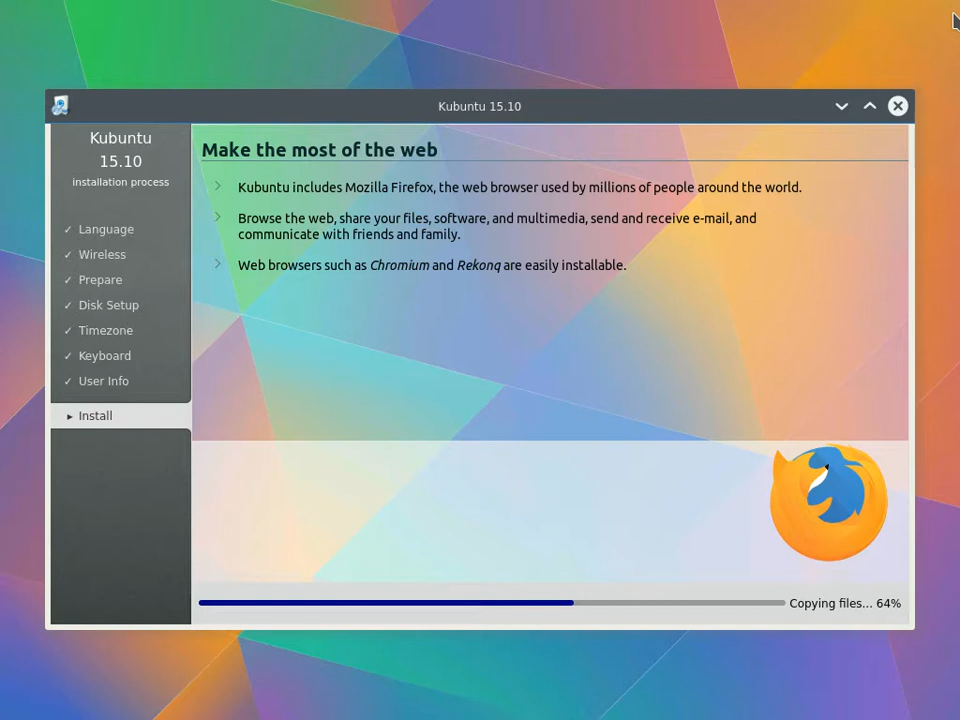 Kubuntu 15.10
Kubuntu
15.10
installation process
✓ Language
✓ Wireless
✓ Prepare
✓ Disk Setup
✓ Timezone
✓ Keyboard
✓ User Info
▸ Install
Make the most of the web
Kubuntu includes Mozilla Firefox, the web browser used by millions of people around the world.
Browse the web, share your files, software, and multimedia, send and receive e-mail, and
communicate with friends and family.
Web browsers such as Chromium and Rekonq are easily installable.
Copying files... 64%